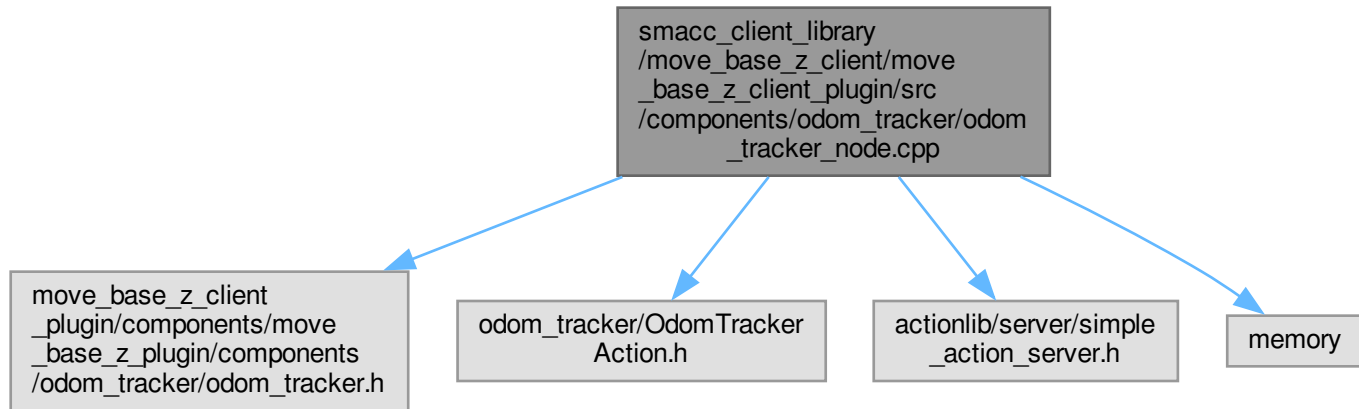 smacc_client_library
/move_base_z_client/move
_base_z_client_plugin/src
/components/odom_tracker/odom
_tracker_node.cpp
move_base_z_client
_plugin/components/move
_base_z_plugin/components
/odom_tracker/odom_tracker.h
odom_tracker/OdomTracker
Action.h
actionlib/server/simple
_action_server.h
memory